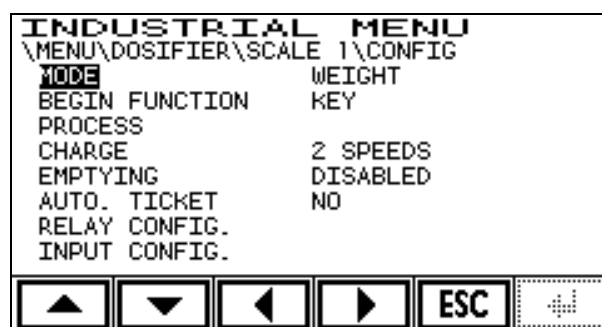 INDUSTRIAL MENU
\MENU\DOSIFIER\SCALE 1\CONFIG
MODE WEIGHT
BEGIN FUNCTION KEY
PROCESS
CHARGE 2 SPEEDS
EMPTYING DISABLED
AUTO. TICKET NO
RELAY CONFIG.
INPUT CONFIG.
ESC